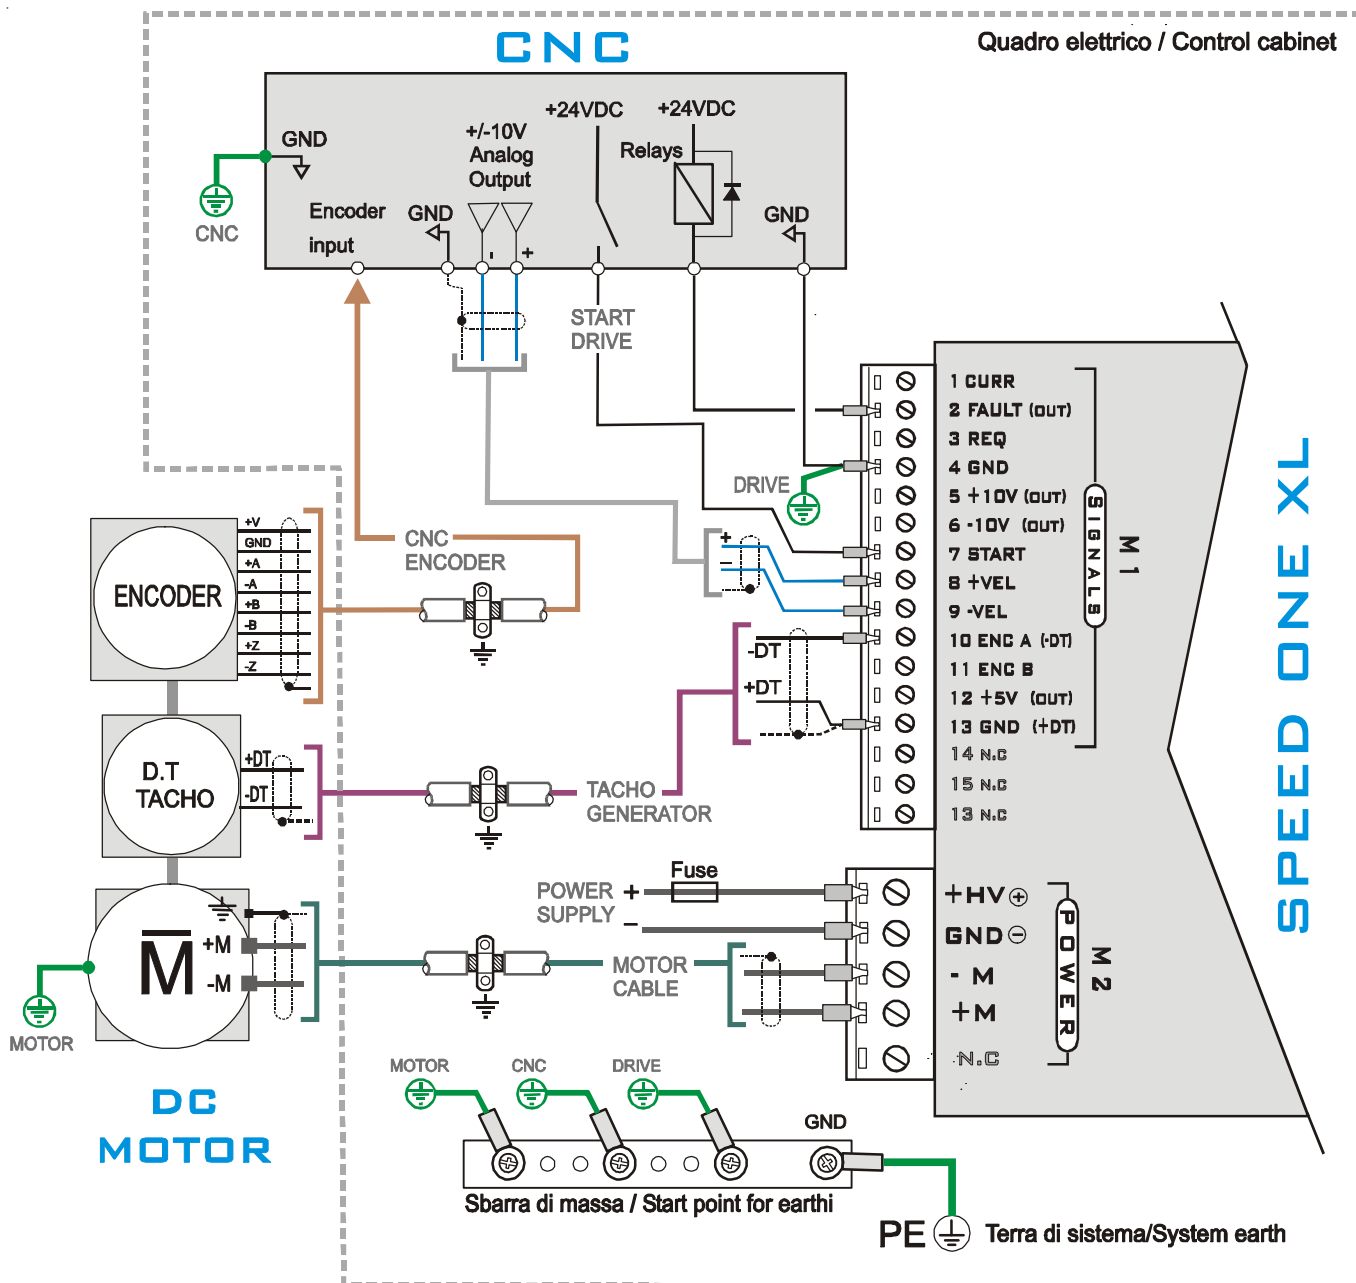 Quadro elettrico / Control cabinet
CNC
+24VDC
+24VDC
+/-10V
Analog
Output
Relays
GND
Encoder
input
GND
GND
-
+
CNC
START
DRIVE
1 CURR
2 FAULT (OUT)
3 REQ
4 GND
5 +10V (OUT)
6 -10V (OUT)
7 START
8 +VEL
9 -VEL
10 ENC A (-DT)
11 ENC B
12 +5V (OUT)
13 GND (+DT)
14 N.C
15 N.C
13 N.C
SIGNALS
M 1
SPEED ONE XL
DRIVE
+
-
CNC
ENCODER
ENCODER
+V
GND
+A
-A
+B
-B
+Z
-Z
-DT
+DT
D.T
TACHO
+DT
-DT
TACHO
GENERATOR
Fuse
POWER
SUPPLY
+
-
+HV +
GND -
- M
+M
N.C
POWER
M 2
M
+M
-M
MOTOR
CABLE
MOTOR
DC
MOTOR
MOTOR
CNC
DRIVE
GND
Sbarra di massa / Start point for earthi
PE
Terra di sistema/System earth